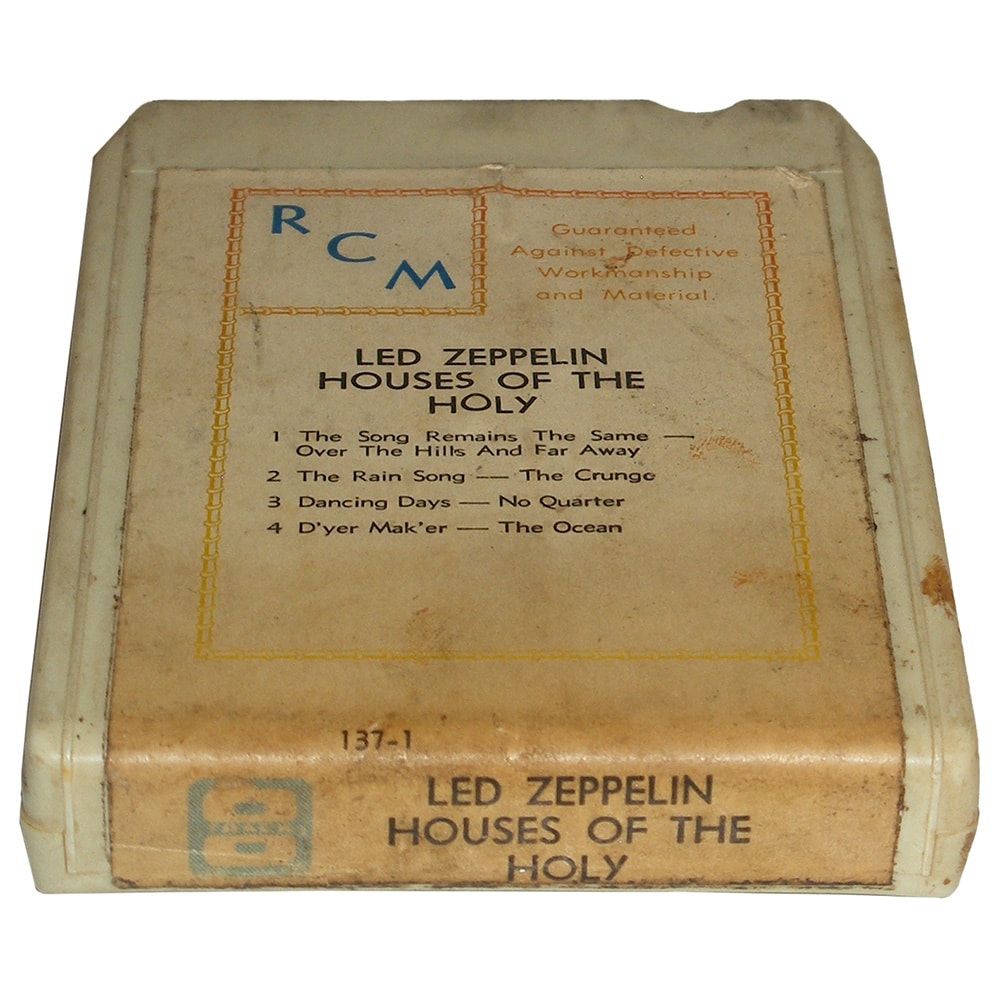 R C M
Guaranteed
Against Defective
Workmanship
and Material.
LED ZEPPELIN
HOUSES OF THE
HOLY
1 The Song Remains The Same —
Over The Hills And Far Away
2 The Rain Song — The Crunge
3 Dancing Days — No Quarter
4 D'yer Mak'er — The Ocean
137-1
8
LED ZEPPELIN
HOUSES OF THE
HOLY